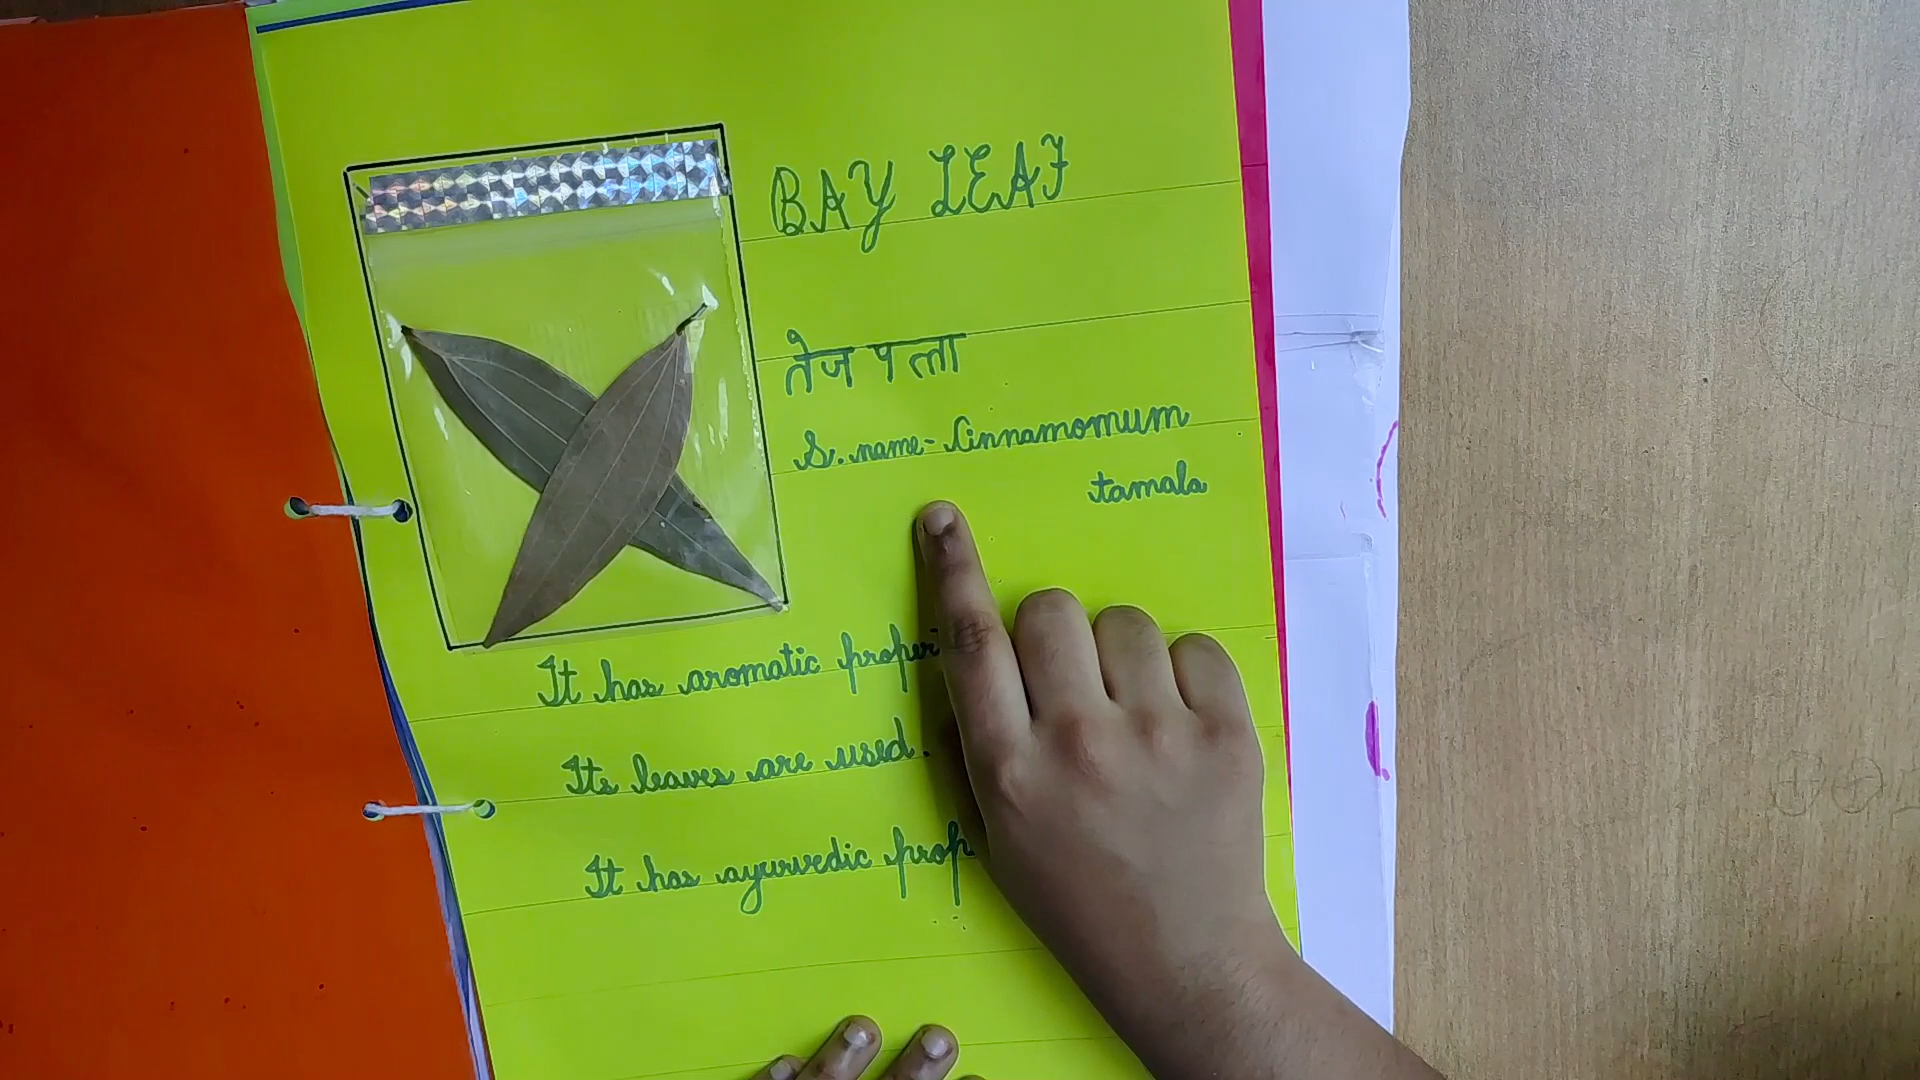 BAY LEAF
तेज पत्ता
S. name- Cinnamomum
tamala
It has aromatic
Its leaves are used.
It has ayurvedic